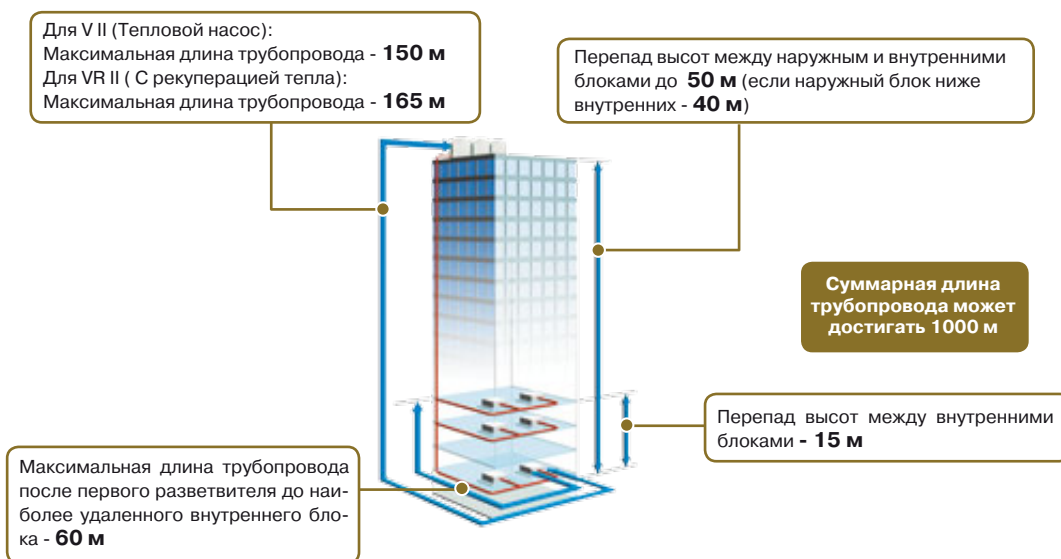 Для V II (Тепловой насос):
Максимальная длина трубопровода - 150 м
Для VR II ( С рекуперацией тепла):
Максимальная длина трубопровода - 165 м
Перепад высот между наружным и внутренними
блоками до 50 м (если наружный блок ниже
внутренних - 40 м)
Суммарная длина
трубопровода может
достигать 1000 м
Перепад высот между внутренними
блоками - 15 м
Максимальная длина трубопровода
после первого разветвителя до наи-
более удаленного внутреннего бло-
ка - 60 м